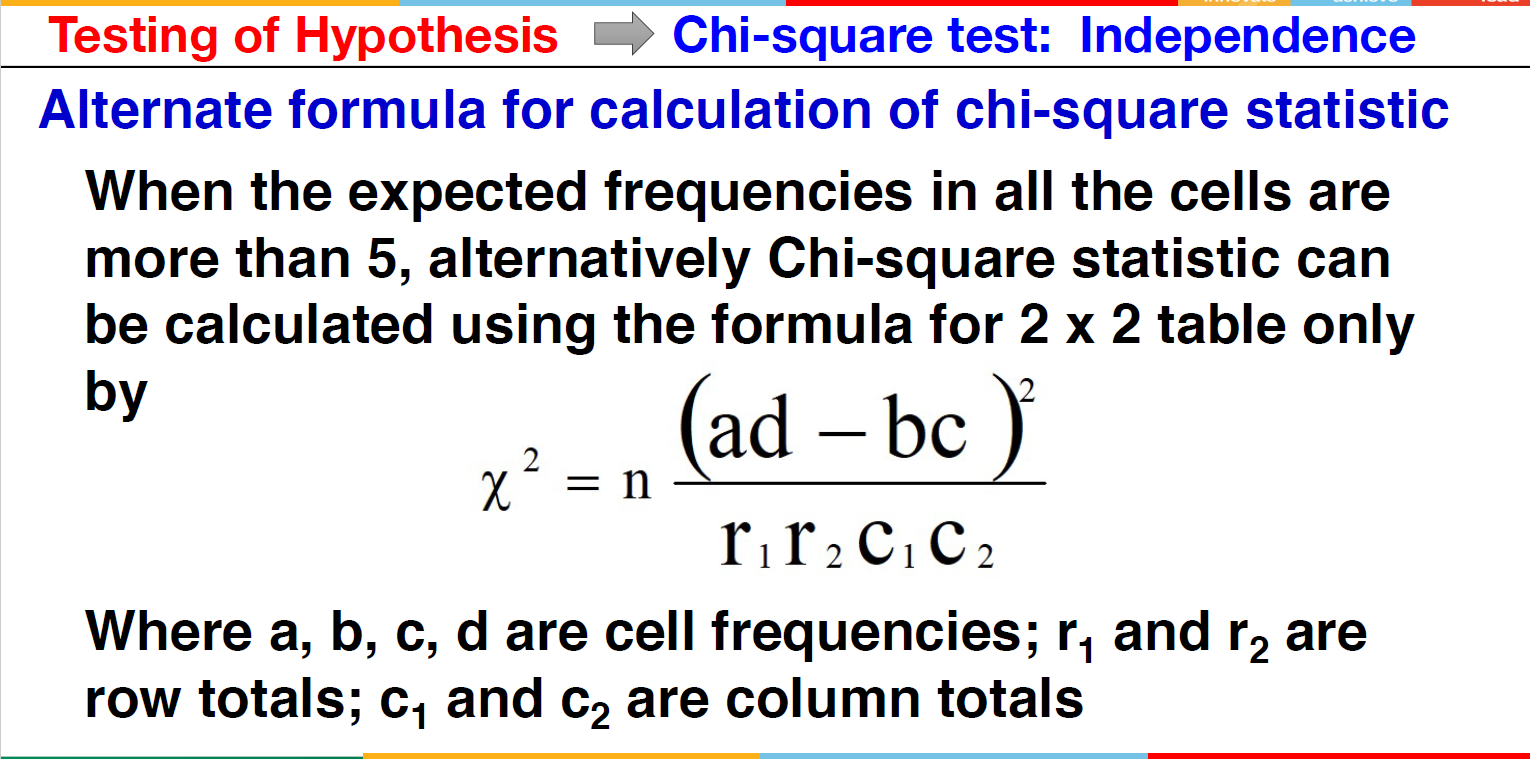 Testing of Hypothesis Chi-square test: Independence
Alternate formula for calculation of chi-square statistic
When the expected frequencies in all the cells are
more than 5, alternatively Chi-square statistic can
be calculated using the formula for 2 x 2 table only
by
χ² = n (ad – bc)² / r₁r₂c₁c₂
Where a, b, c, d are cell frequencies; r₁ and r₂ are
row totals; c₁ and c₂ are column totals